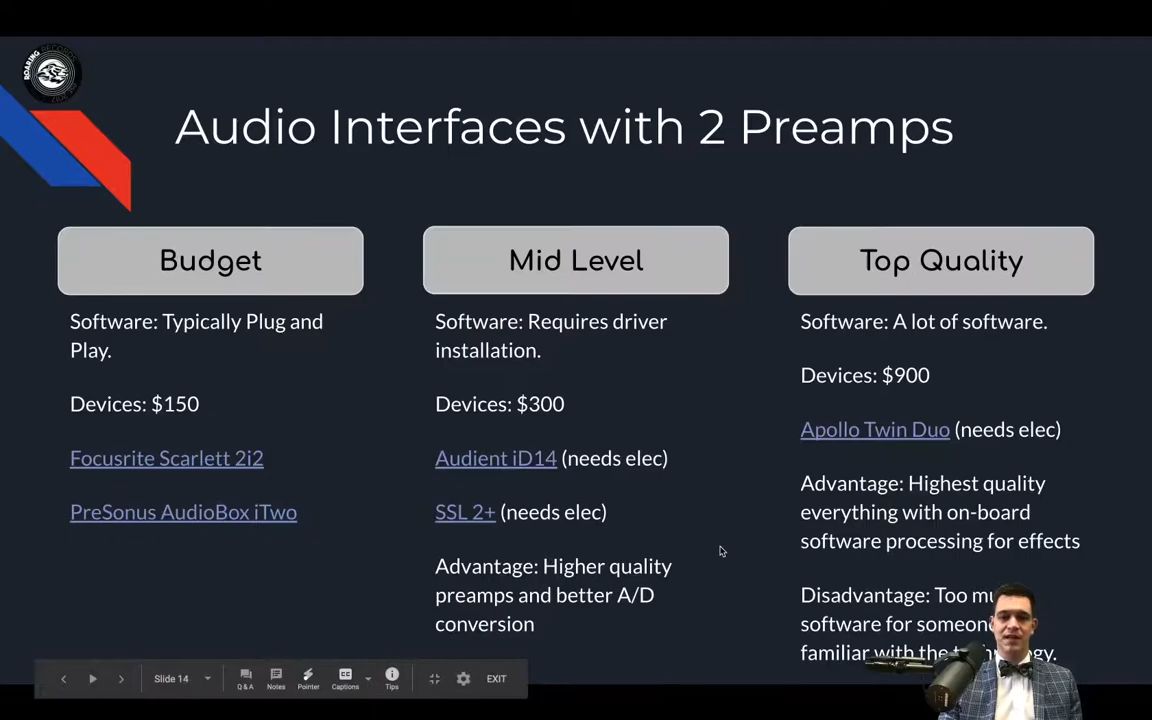 ROARING RECORDS
Audio Interfaces with 2 Preamps
Budget
Software: Typically Plug and
Play.
Devices: $150
Focusrite Scarlett 2i2
PreSonus AudioBox iTwo
Mid Level
Software: Requires driver
installation.
Devices: $300
Audient iD14 (needs elec)
SSL 2+ (needs elec)
Advantage: Higher quality
preamps and better A/D
conversion
Top Quality
Software: A lot of software.
Devices: $900
Apollo Twin Duo (needs elec)
Advantage: Highest quality
everything with on-board
software processing for effects
Disadvantage: Too
software for
familiar with
Slide 14
Q&A
Notes
Pointer
Captions
Tips
EXIT